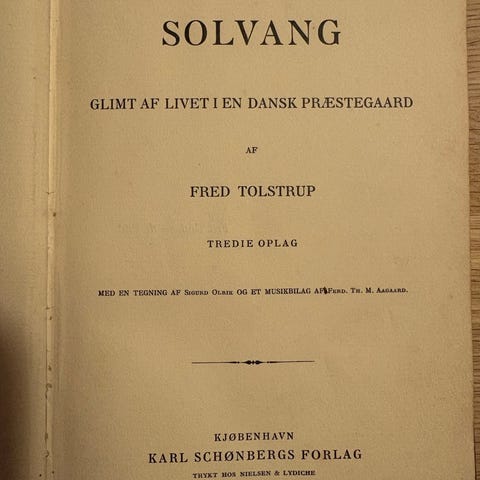 SOLVANG
GLIMT AF LIVET I EN DANSK PRÆSTEGAARD
AF
FRED TOLSTRUP
TREDIE OPLAG
MED EN TEGNING AF SIGURD OLRIK OG ET MUSIKBILAG AF FERD. TH. M. AAGAARD.
KJØBENHAVN
KARL SCHØNBERGS FORLAG
TRYKT HOS NIELSEN & LYDICHE